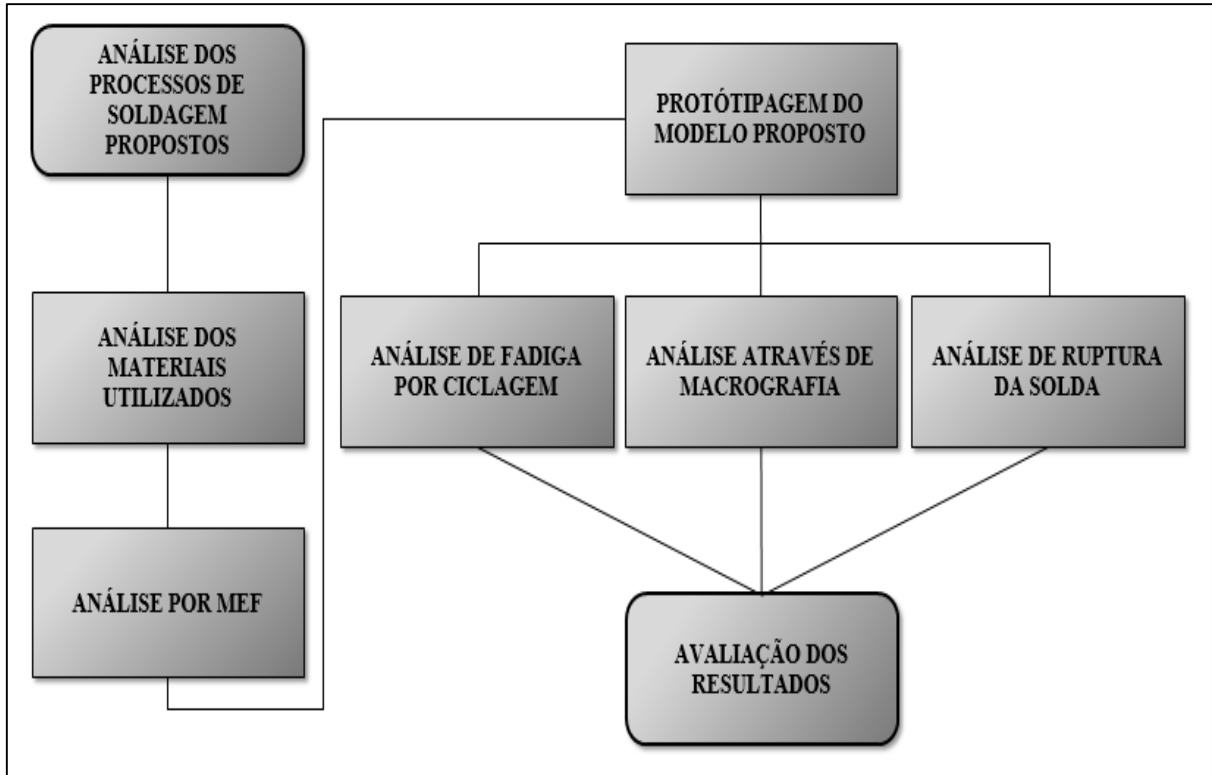 ANÁLISE DOS
PROCESSOS DE
SOLDAGEM
PROPOSTOS
ANÁLISE DOS
MATERIAIS
UTILIZADOS
ANÁLISE POR MEF
PROTÓTIPAGEM DO
MODELO PROPOSTO
ANÁLISE DE FADIGA
POR CICLAGEM
ANÁLISE ATRAVÉS DE
MACROGRAFIA
ANÁLISE DE RUPTURA
DA SOLDA
AVALIAÇÃO DOS
RESULTADOS